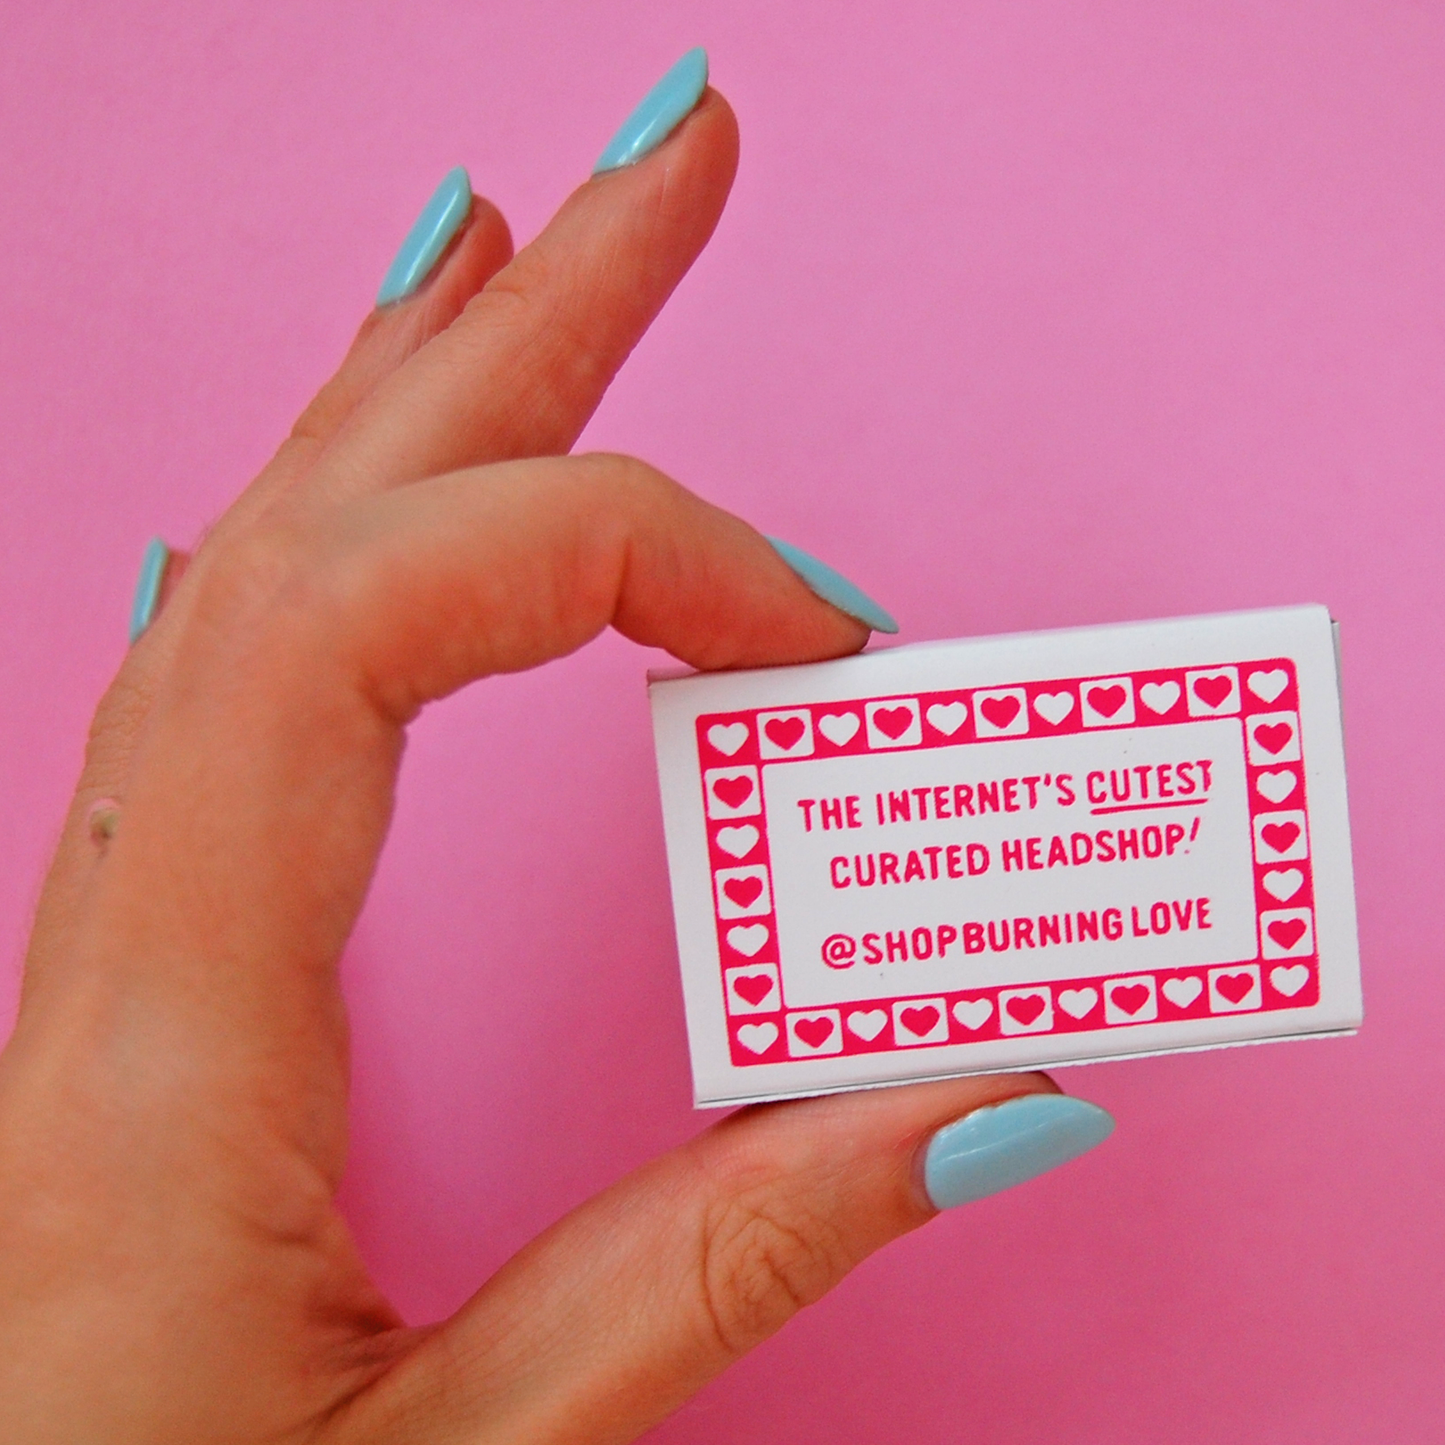 THE INTERNET'S CUTEST
CURATED HEADSHOP!
@SHOPBURNINGLOVE